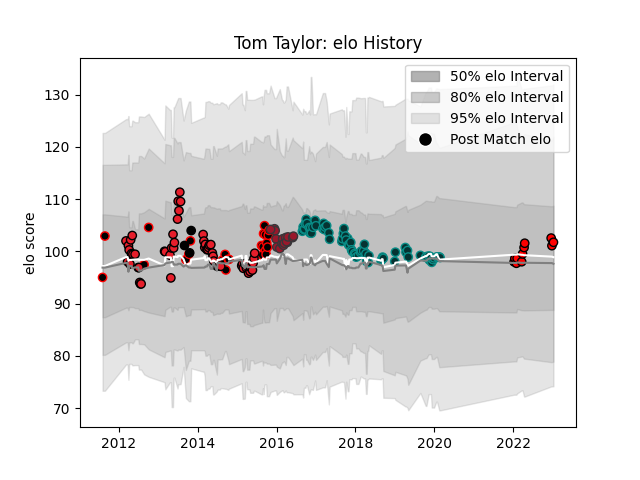 Tom Taylor: elo History
50% elo Interval
80% elo Interval
95% elo Interval
Post Match elo
elo score
130
120
110
100
90
80
70
2012
2014
2016
2018
2020
2022